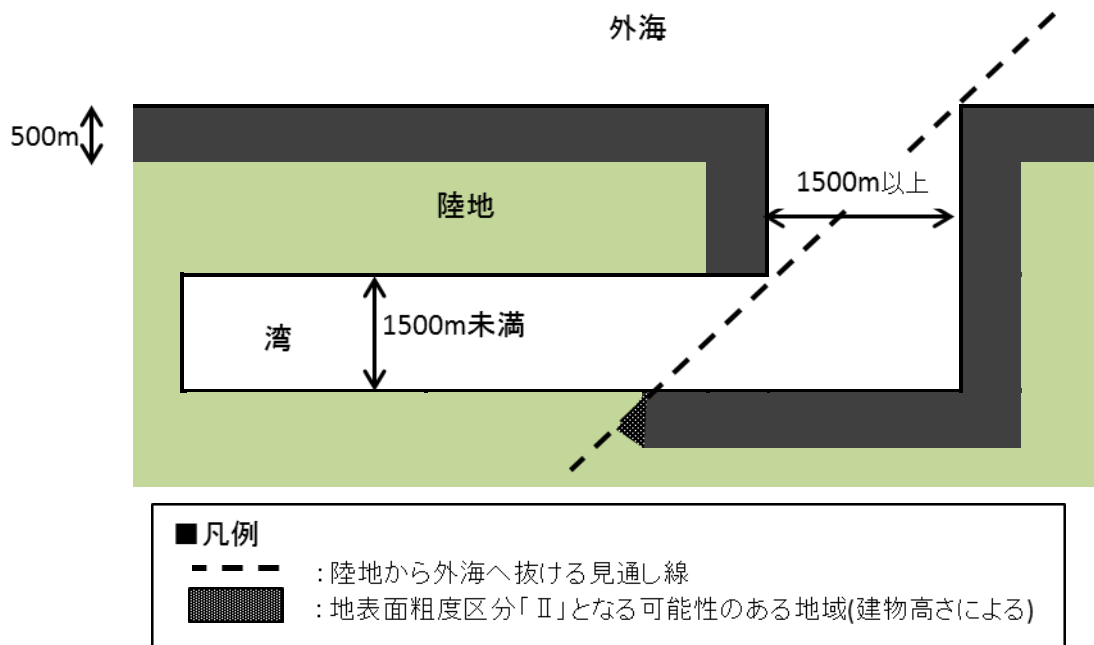 外海
500m
1500m以上
陸地
湾
1500m未満
■凡例
：陸地から外海へ抜ける見通し線
：地表面粗度区分「Ⅱ」となる可能性のある地域(建物高さによる)